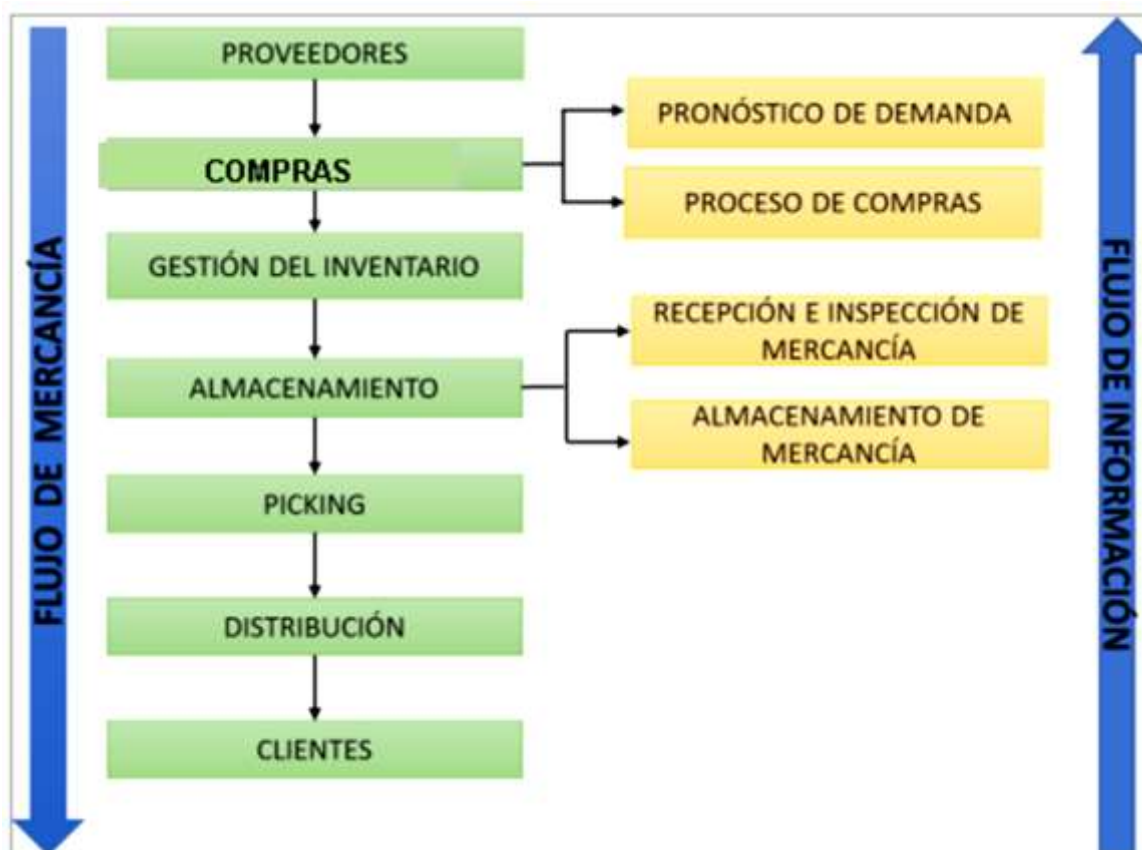 PROVEEDORES
COMPRAS
GESTIÓN DEL INVENTARIO
ALMACENAMIENTO
PICKING
DISTRIBUCIÓN
CLIENTES
PRONÓSTICO DE DEMANDA
PROCESO DE COMPRAS
RECEPCIÓN E INSPECCIÓN DE
MERCANCÍA
ALMACENAMIENTO DE
MERCANCÍA
FLUJO DE MERCANCÍA
FLUJO DE INFORMACIÓN